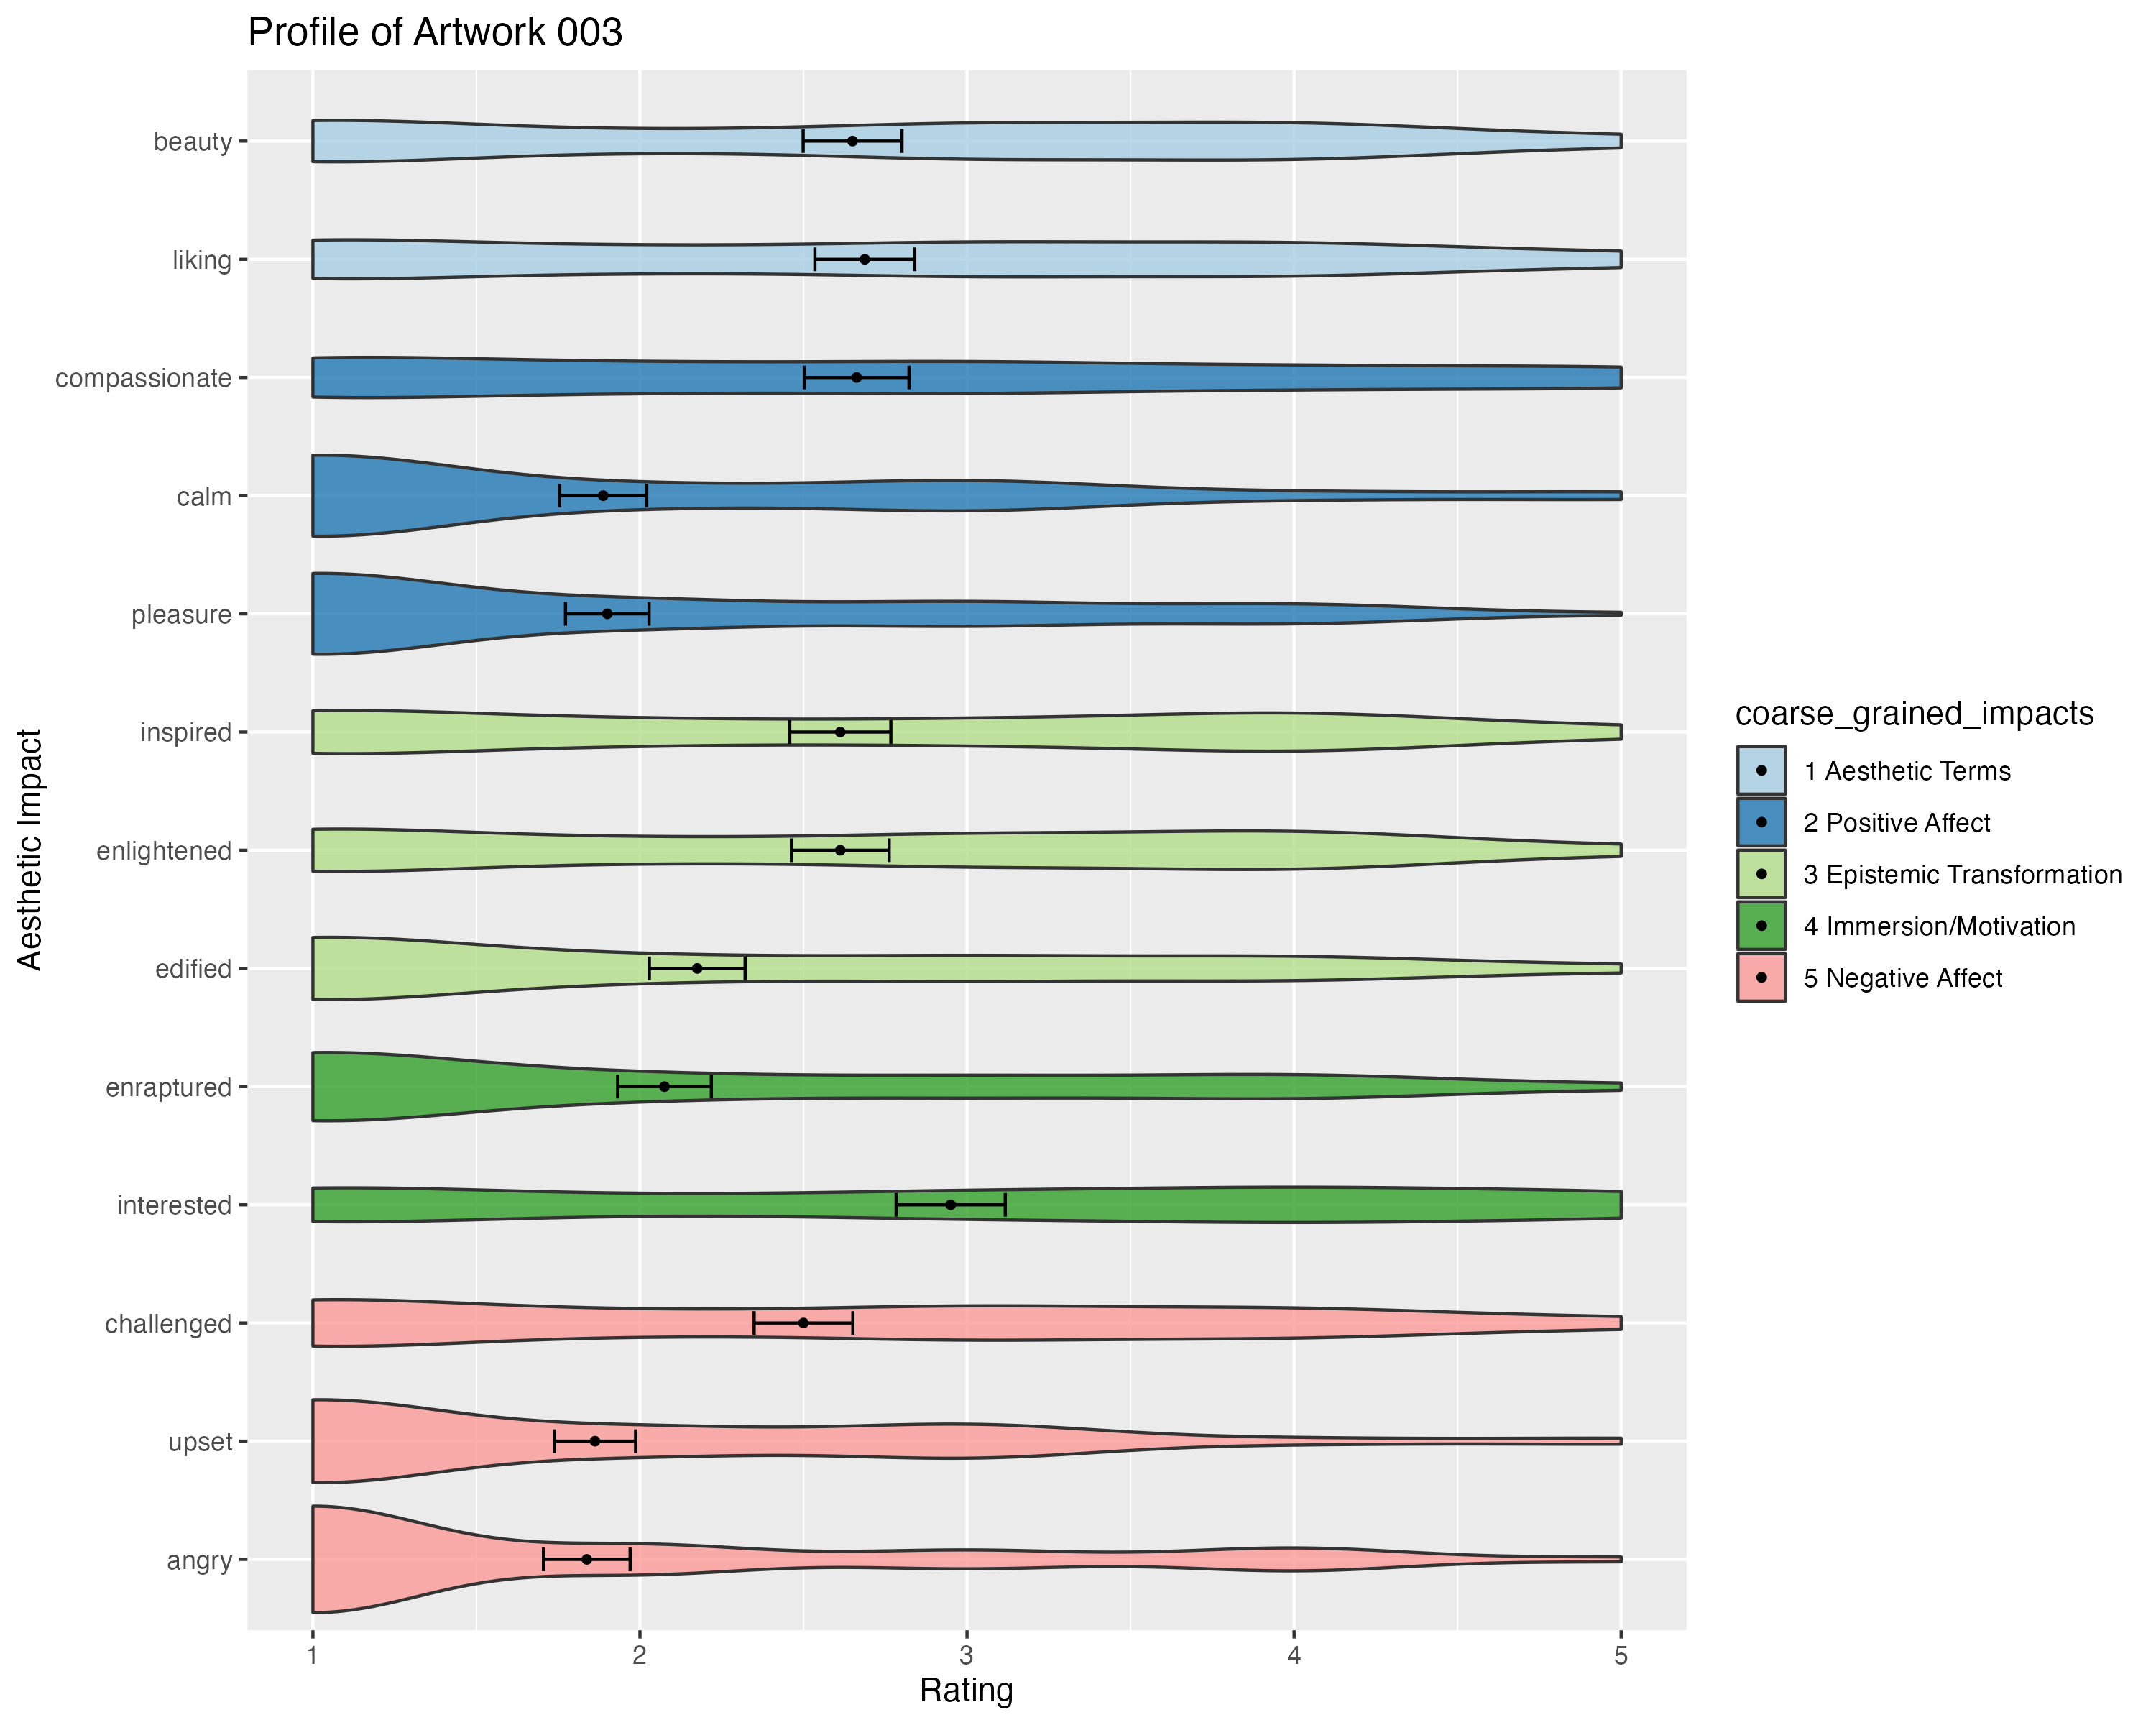 Profile of Artwork 003
beauty
liking
compassionate
calm
pleasure
inspired
enlightened
edified
enraptured
interested
challenged
upset
angry
Aesthetic Impact
1 2 3 4 5
Rating
coarse_grained_impacts
1 Aesthetic Terms
2 Positive Affect
3 Epistemic Transformation
4 Immersion/Motivation
5 Negative Affect